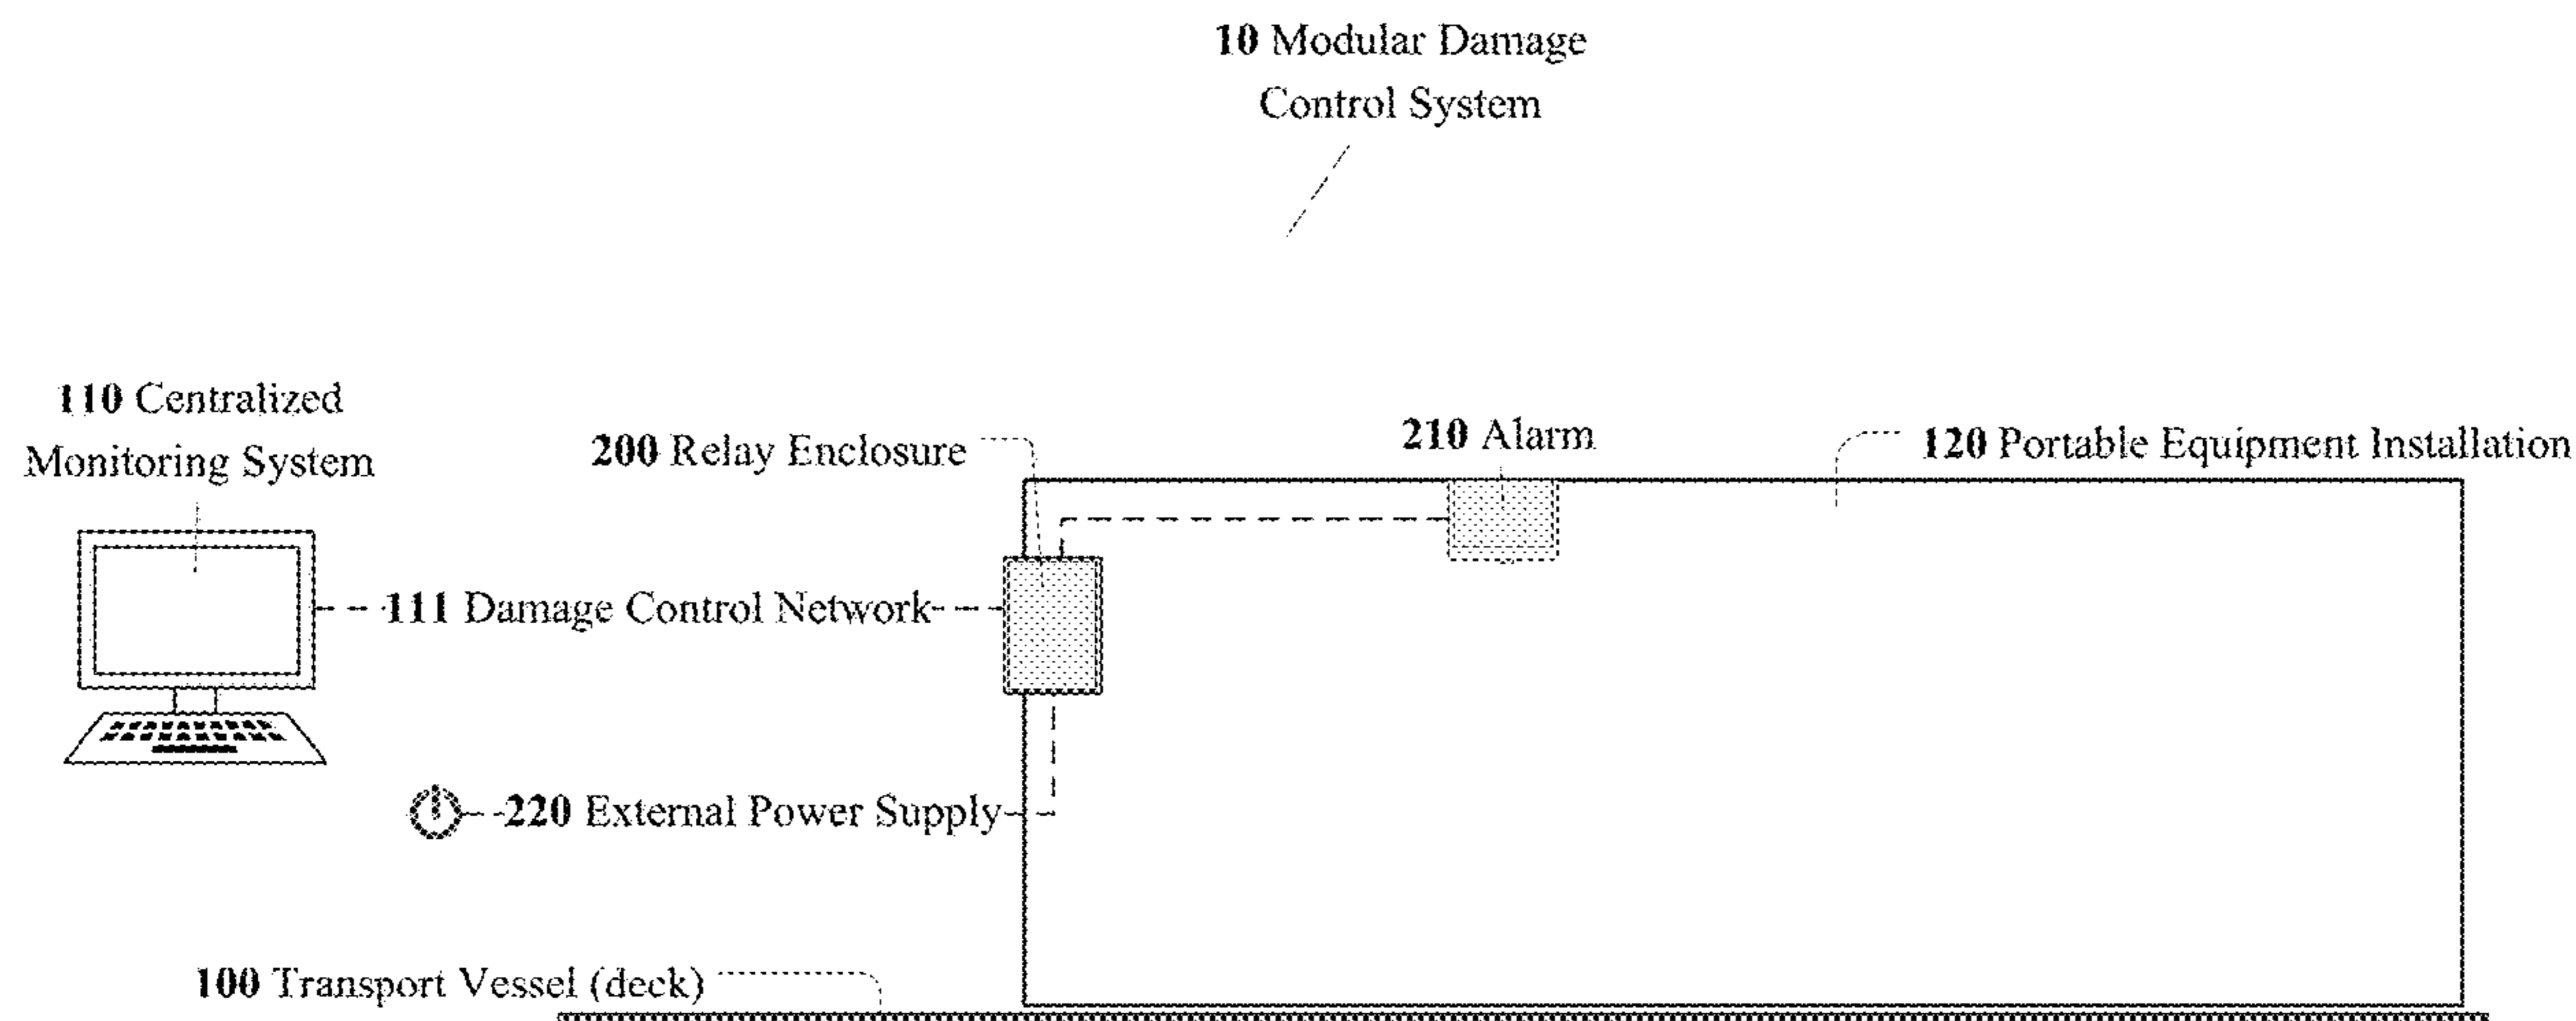 10 Modular Damage
Control System
110 Centralized
Monitoring System
200 Relay Enclosure
210 Alarm
120 Portable Equipment Installation
111 Damage Control Network
220 External Power Supply
100 Transport Vessel (deck)